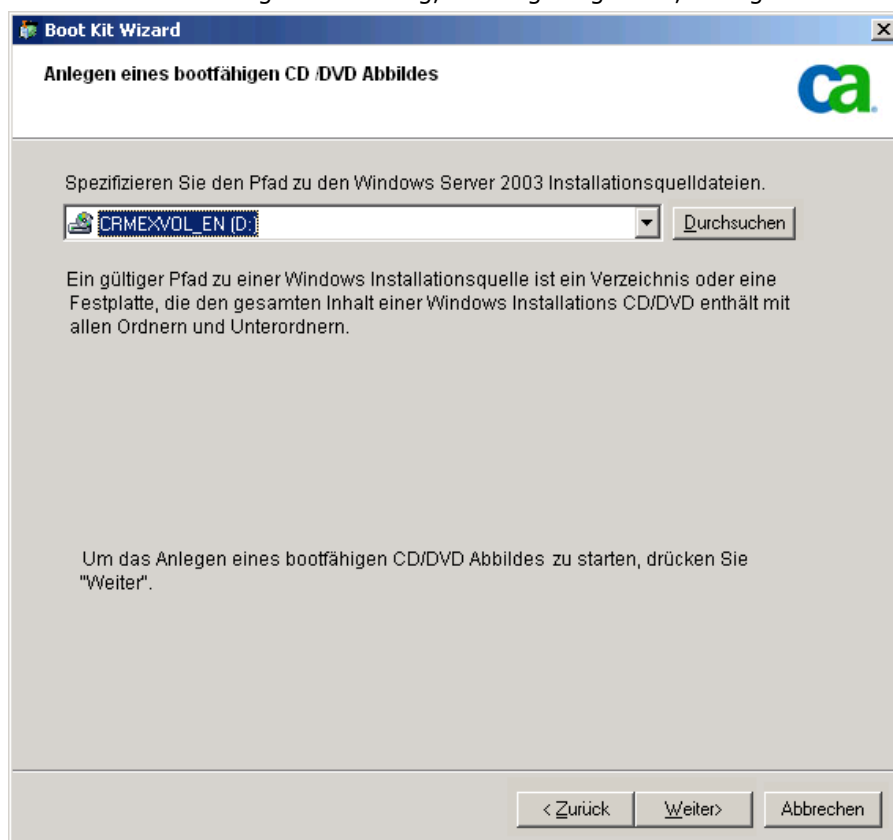 Boot Kit Wizard
Anlegen eines bootfähigen CD /DVD Abbildes
ca.
Spezifizieren Sie den Pfad zu den Windows Server 2003 Installationsquelldateien.
CRMEXVOL_EN (D:)
Durchsuchen
Ein gültiger Pfad zu einer Windows Installationsquelle ist ein Verzeichnis oder eine
Festplatte, die den gesamten Inhalt einer Windows Installations CD/DVD enthält mit
allen Ordnern und Unterordnern.
Um das Anlegen eines bootfähigen CD/DVD Abbildes zu starten, drücken Sie
"Weiter".
< Zurück
Weiter>
Abbrechen